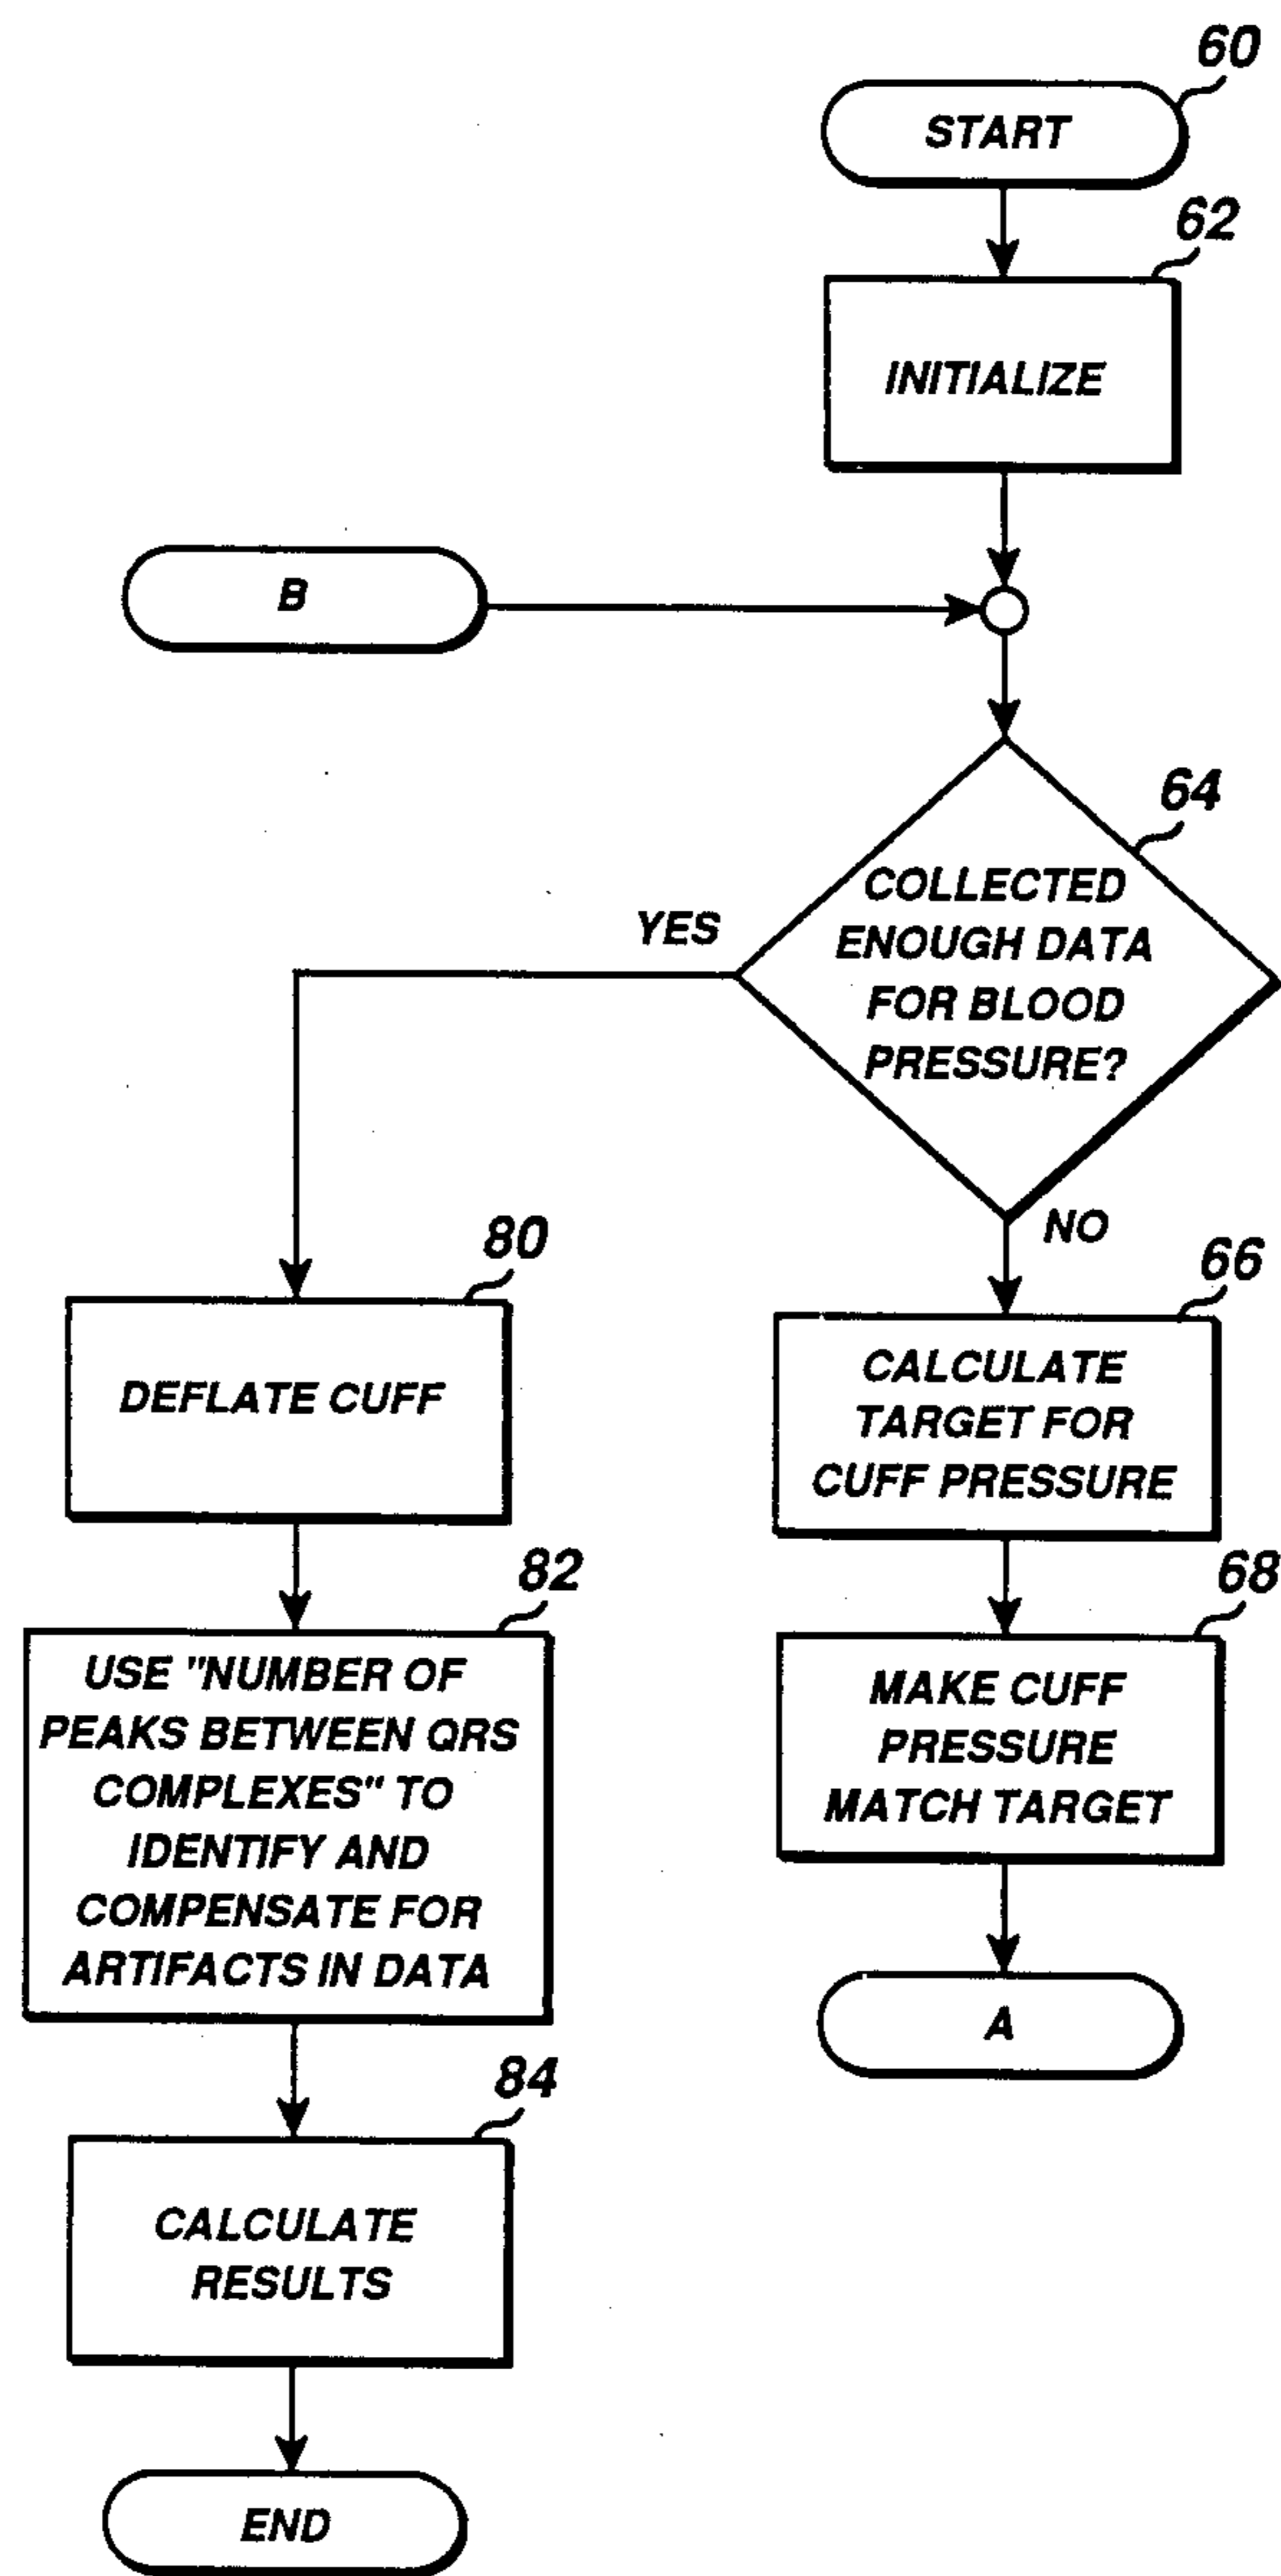 60
START
62
INITIALIZE
B
64
COLLECTED
ENOUGH DATA
FOR BLOOD
PRESSURE?
YES
NO
80
DEFLATE CUFF
66
CALCULATE
TARGET FOR
CUFF PRESSURE
82
USE "NUMBER OF
PEAKS BETWEEN QRS
COMPLEXES" TO
IDENTIFY AND
COMPENSATE FOR
ARTIFACTS IN DATA
68
MAKE CUFF
PRESSURE
MATCH TARGET
A
84
CALCULATE
RESULTS
END